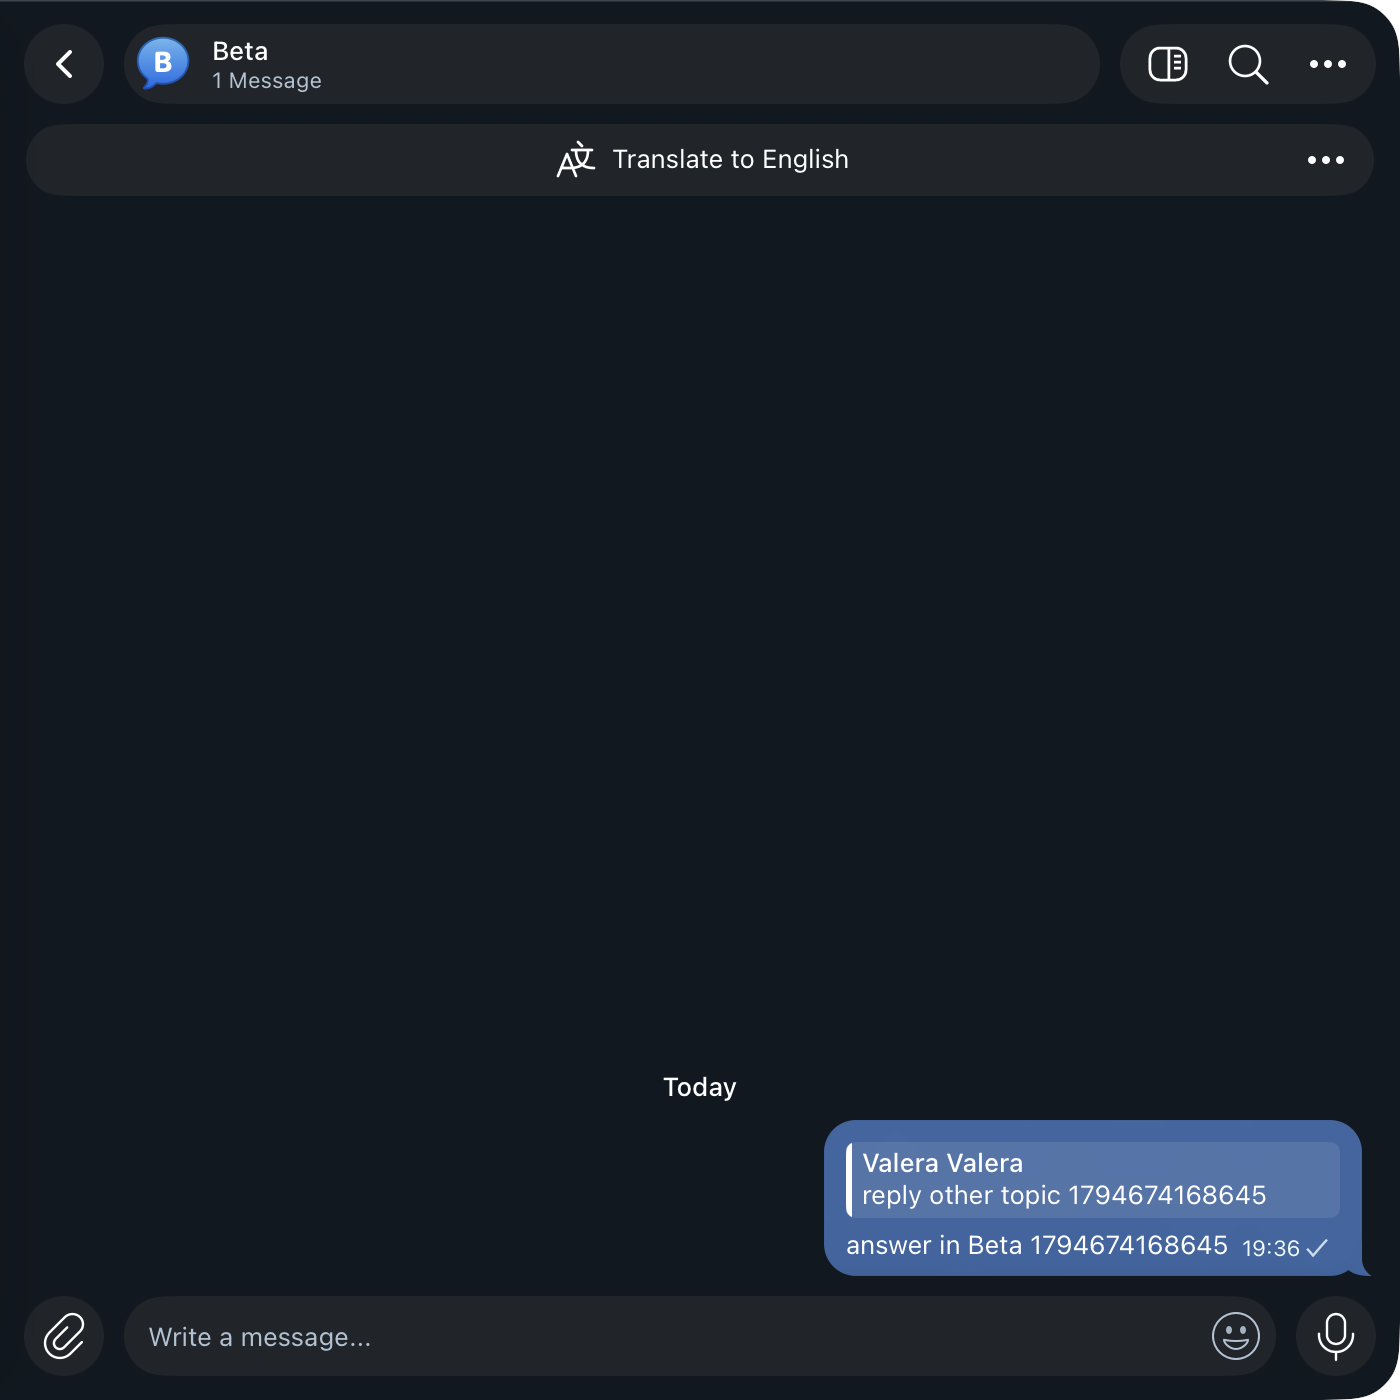 B
Beta
1 Message
Translate to English
Today
Valera Valera
reply other topic 1794674168645
answer in Beta 1794674168645 19:36
Write a message...